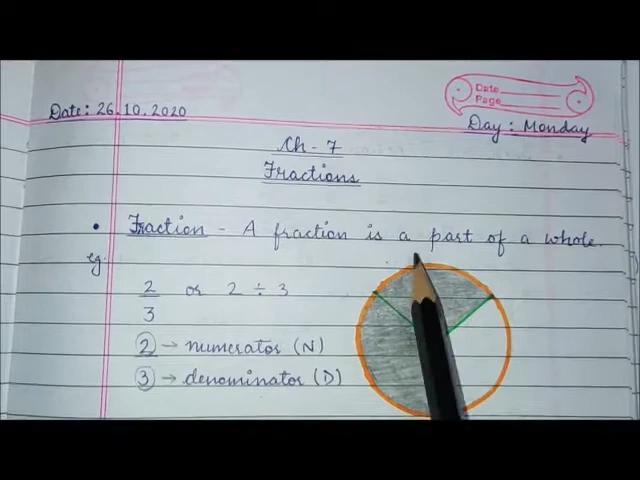 Date
Page
Date: 26.10.2020
Day: Monday
Ch - 7
Fractions
• Fraction - A fraction is a part of a whole.
eg.
2/3 or 2 ÷ 3
2 → numerator (N)
3 → denominator (D)